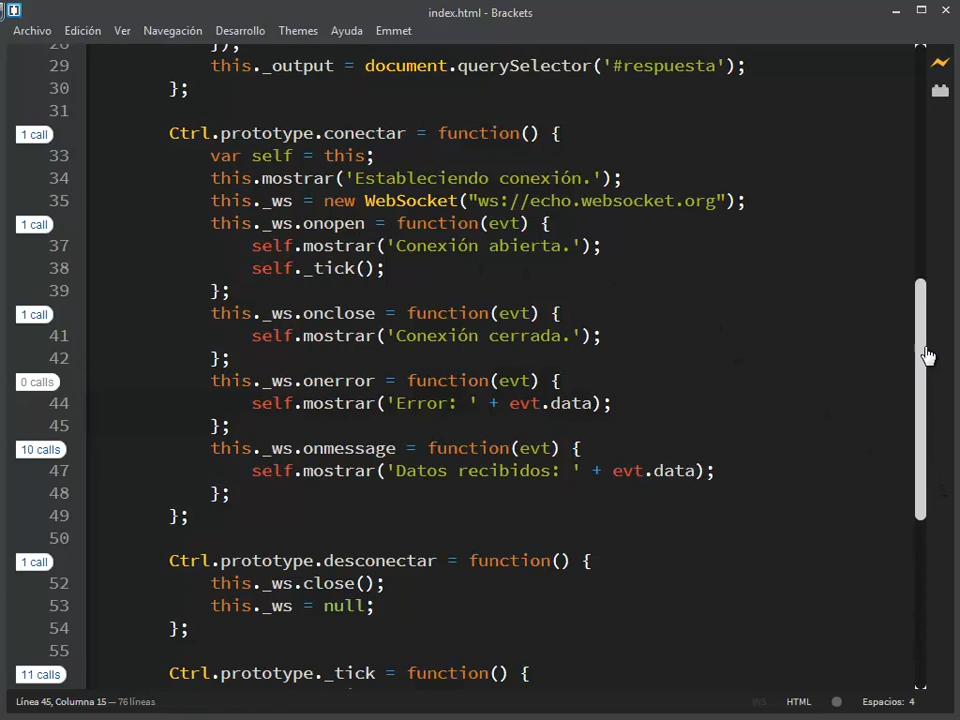 index.html - Brackets
Archivo Edición Ver Navegación Desarrollo Themes Ayuda Emmet
28 });
29 this._output = document.querySelector('#respuesta');
30 };
31
1 call Ctrl.prototype.conectar = function() {
33 var self = this;
34 this.mostrar('Estableciendo conexión.');
35 this._ws = new WebSocket("ws://echo.websocket.org");
1 call this._ws.onopen = function(evt) {
37 self.mostrar('Conexión abierta.');
38 self._tick();
39 };
1 call this._ws.onclose = function(evt) {
41 self.mostrar('Conexión cerrada.');
42 };
0 calls this._ws.onerror = function(evt) {
44 self.mostrar('Error: ' + evt.data);
45 };
10 calls this._ws.onmessage = function(evt) {
47 self.mostrar('Datos recibidos: ' + evt.data);
48 };
49 };
50
1 call Ctrl.prototype.desconectar = function() {
52 this._ws.close();
53 this._ws = null;
54 };
55
11 calls Ctrl.prototype._tick = function() {
Línea 45, Columna 15 — 76 líneas INS HTML Espacios: 4